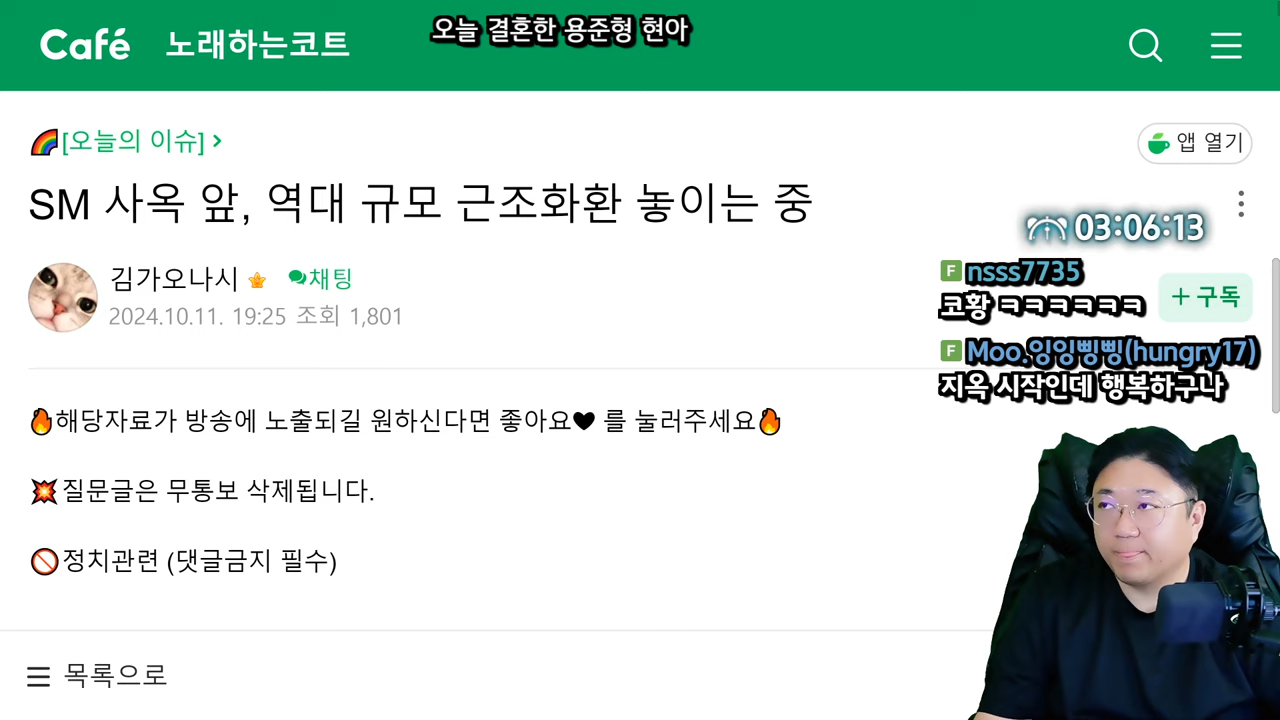 Café 노래하는코트
오늘 결혼한 용준형 현아
[오늘의 이슈] >
앱 열기
SM 사옥 앞, 역대 규모 근조화환 놓이는 중
03:06:13
김가오나시 채팅
2024.10.11. 19:25 조회 1,801
+ 구독
F nsss7735
코황 ㅋㅋㅋㅋㅋㅋ
F Moo.잉잉삥삥(hungry17)
지옥 시작인데 행복하구나
🔥해당자료가 방송에 노출되길 원하신다면 좋아요🖤 를 눌러주세요🔥
💥질문글은 무통보 삭제됩니다.
🚫정치관련 (댓글금지 필수)
목록으로